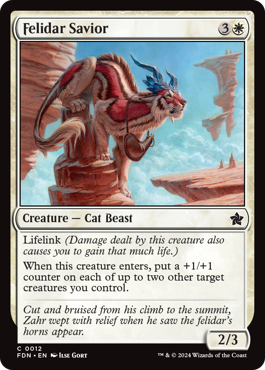 Felidar Savior 3
Creature — Cat Beast
Lifelink (Damage dealt by this creature also
causes you to gain that much life.)
When this creature enters, put a +1/+1
counter on each of up to two other target
creatures you control.
Cut and bruised from his climb to the summit,
Zahr wept with relief when he saw the felidar's
horns appear.
2/3
C 0012
FDN • EN Ilse Gort
™ & © 2024 Wizards of the Coast